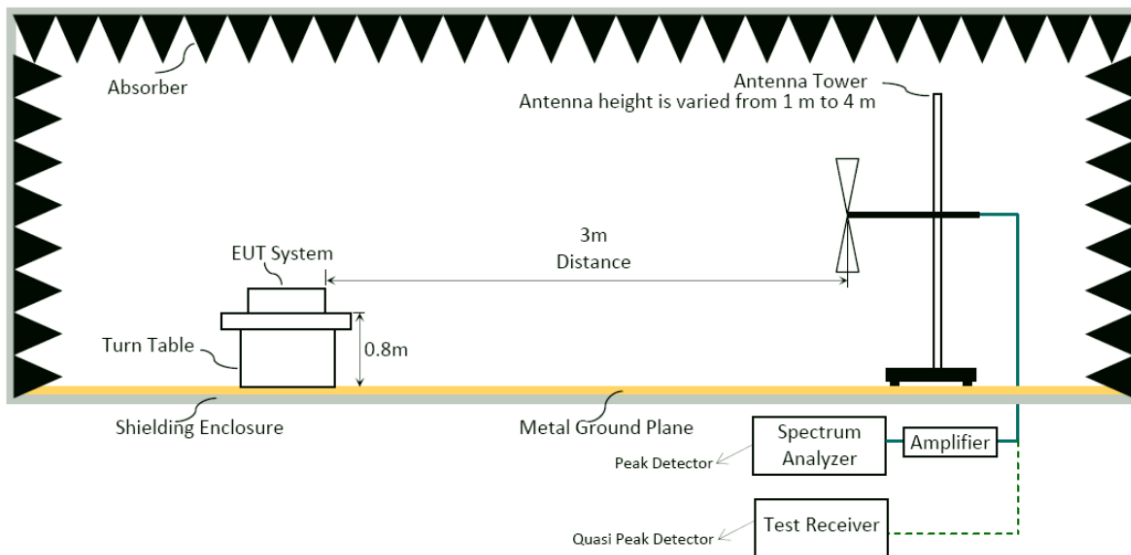 Absorber
Antenna Tower
Antenna height is varied from 1 m to 4 m
3m
Distance
EUT System
Turn Table
0.8m
Shielding Enclosure
Metal Ground Plane
Spectrum
Analyzer
Amplifier
Peak Detector
Test Receiver
Quasi Peak Detector